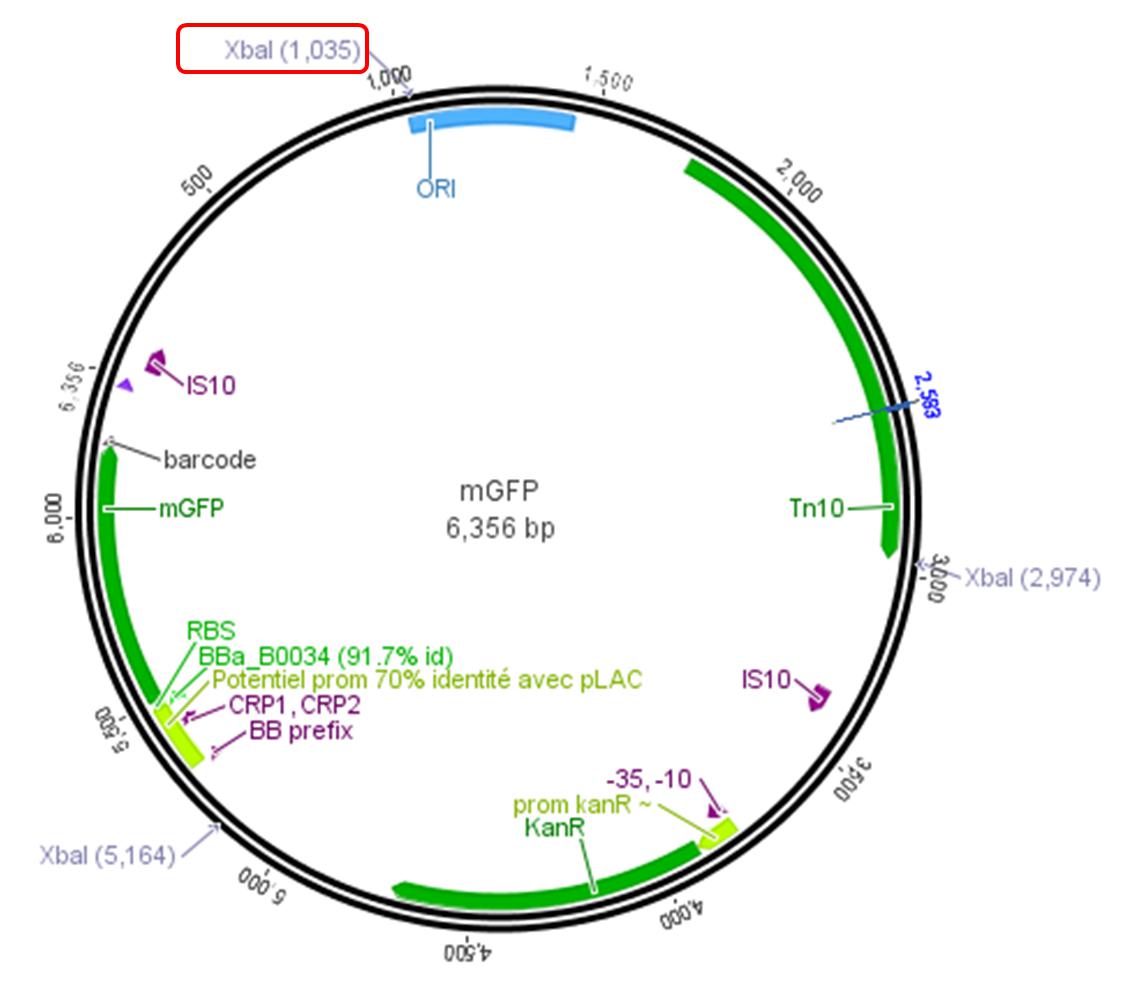 XbaI (1,035)
1,000
1,500
ORI
500
2,000
6,356
IS10
2,583
barcode
mGFP
mGFP
6,356 bp
Tn10
6,000
XbaI (2,974)
3,000
RBS
BBa_B0034 (91.7% id)
Potentiel prom 70% identité avec pLAC
IS10
CRP1, CRP2
BB prefix
5,500
3,500
-35, -10
prom kanR ~
KanR
XbaI (5,164)
5,000
4,000
4,500